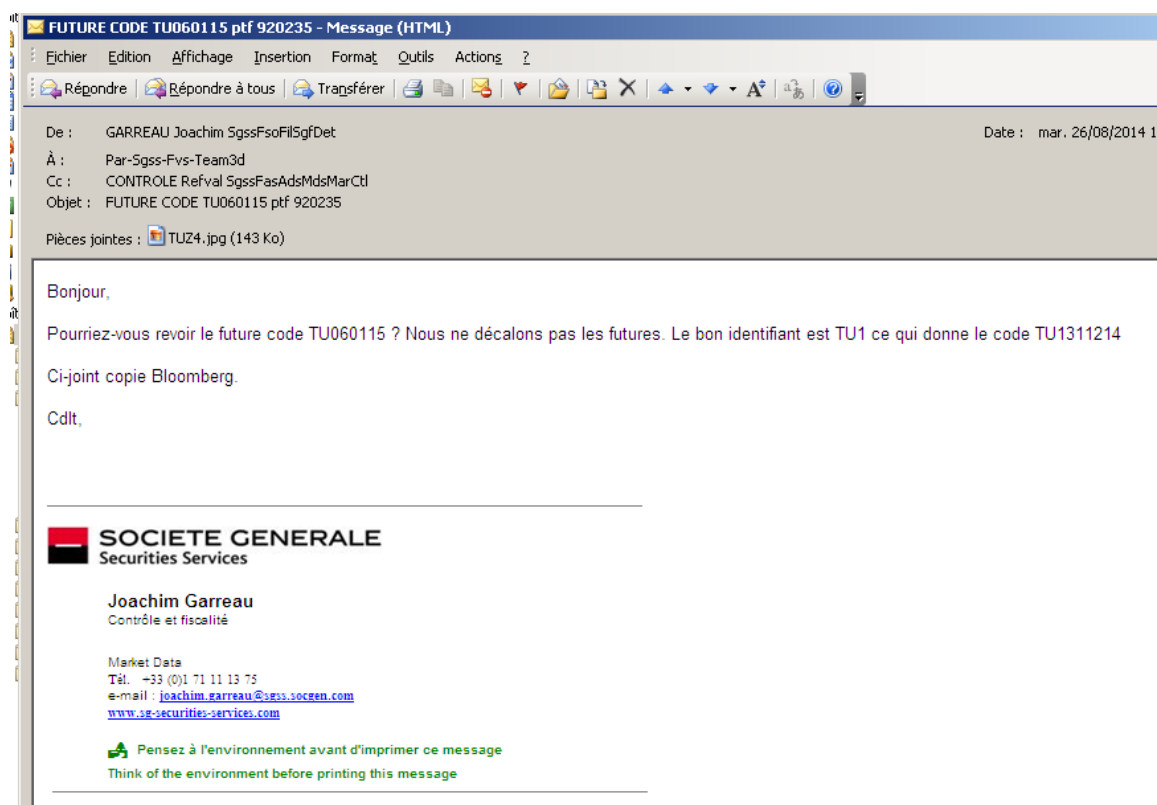 FUTURE CODE TU060115 ptf 920235 - Message (HTML)
Fichier Edition Affichage Insertion Format Outils Actions ?
Répondre Répondre à tous Transférer
De : GARREAU Joachim SgssFsoFilSgfDet Date : mar. 26/08/2014 1
À : Par-Sgss-Fvs-Team3d
Cc : CONTROLE Refval SgssFasAdsMdsMarCtl
Objet : FUTURE CODE TU060115 ptf 920235
Pièces jointes : TUZ4.jpg (143 Ko)
Bonjour,
Pourriez-vous revoir le future code TU060115 ? Nous ne décalons pas les futures. Le bon identifiant est TU1 ce qui donne le code TU1311214
Ci-joint copie Bloomberg.
Cdlt,
SOCIETE GENERALE
Securities Services
Joachim Garreau
Contrôle et fiscalité
Market Data
Tél. +33 (0)1 71 11 13 75
e-mail : joachim.garreau@sgss.socgen.com
www.sg-securities-services.com
Pensez à l'environnement avant d'imprimer ce message
Think of the environment before printing this message